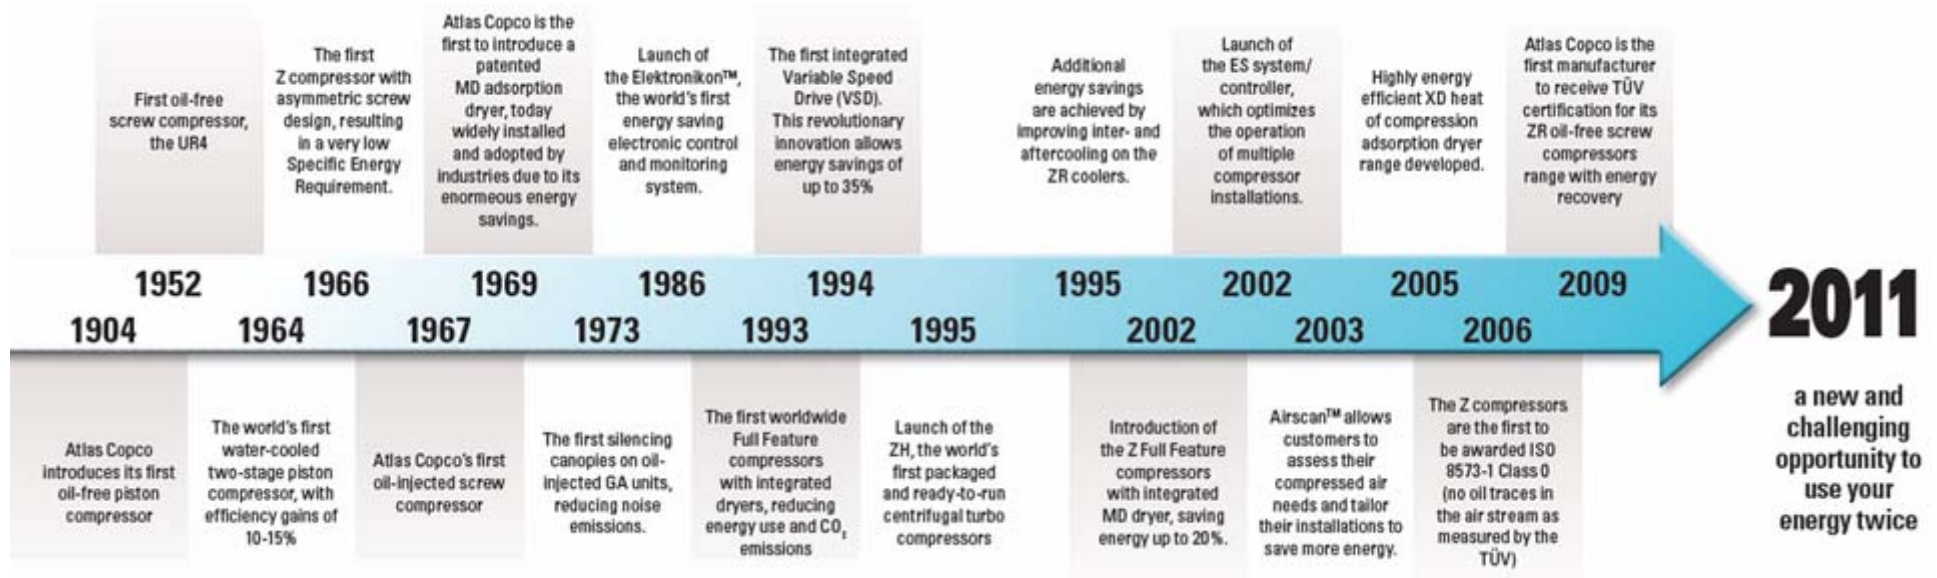 First oil-free
screw compressor,
the UR4
The first
Z compressor with
asymmetric screw
design, resulting
in a very low
Specific Energy
Requirement.
Atlas Copco is the
first to introduce a
patented
MD adsorption
dryer, today
widely installed
and adopted by
industries due to its
enormeous energy
savings.
Launch of
the Elektronikon™,
the world's first
energy saving
electronic control
and monitoring
system.
The first integrated
Variable Speed
Drive (VSD).
This revolutionary
innovation allows
energy savings of
up to 35%
Additional
energy savings
are achieved by
improving inter- and
aftercooling on the
ZR coolers.
Launch of
the ES system/
controller,
which optimizes
the operation
of multiple
compressor
installations.
Highly energy
efficient XD heat
of compression
adsorption dryer
range developed.
Atlas Copco is the
first manufacturer
to receive TÜV
certification for its
ZR oil-free screw
compressors
range with energy
recovery
1952 1966 1969 1986 1994 1995 2002 2005 2009
1904 1964 1967 1973 1993 1995 2002 2003 2006
2011
a new and
challenging
opportunity to
use your
energy twice
Atlas Copco
introduces its first
oil-free piston
compressor
The world's first
water-cooled
two-stage piston
compressor, with
efficiency gains of
10-15%
Atlas Copco's first
oil-injected screw
compressor
The first silencing
canopies on oil-
injected GA units,
reducing noise
emissions.
The first worldwide
Full Feature
compressors
with integrated
dryers, reducing
energy use and CO₂
emissions
Launch of the
ZH, the world's
first packaged
and ready-to-run
centrifugal turbo
compressors
Introduction of
the Z Full Feature
compressors
with integrated
MD dryer, saving
energy up to 20%.
Airscan™ allows
customers to
assess their
compressed air
needs and tailor
their installations to
save more energy.
The Z compressors
are the first to
be awarded ISO
8573-1 Class 0
(no oil traces in
the air stream as
measured by the
TÜV)